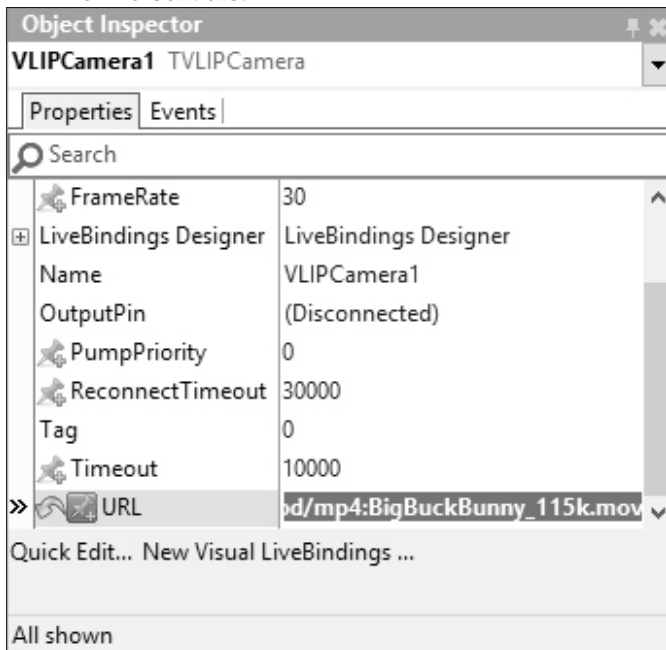 Object Inspector
VLIPCamera1 TVLIPCamera
Properties Events
Search
FrameRate 30
LiveBindings Designer LiveBindings Designer
Name VLIPCamera1
OutputPin (Disconnected)
PumpPriority 0
ReconnectTimeout 30000
Tag 0
Timeout 10000
URL od/mp4:BigBuckBunny_115k.mov
Quick Edit... New Visual LiveBindings ...
All shown